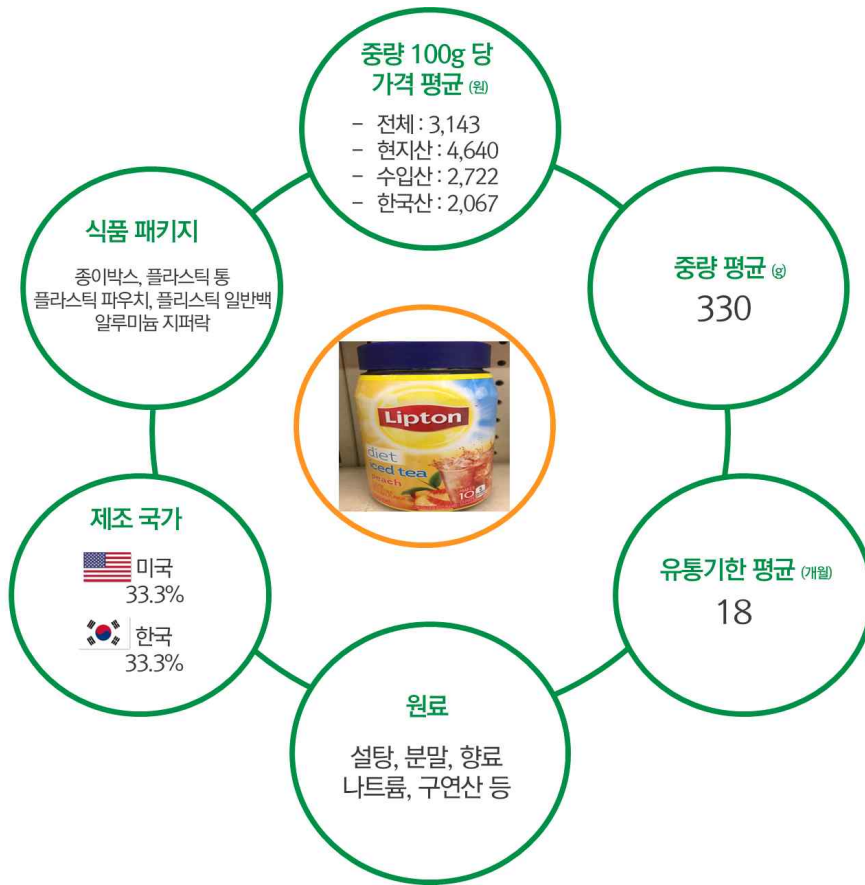 중량 100g 당
가격 평균 (원)
- 전체 : 3,143
- 현지산 : 4,640
- 수입산 : 2,722
- 한국산 : 2,067
식품 패키지
종이박스, 플라스틱 통
플라스틱 파우치, 플리스틱 일반백
알루미늄 지퍼락
중량 평균 (g)
330
Lipton
diet
iced tea
peach
10
제조 국가
미국
33.3%
한국
33.3%
유통기한 평균 (개월)
18
원료
설탕, 분말, 향료
나트륨, 구연산 등